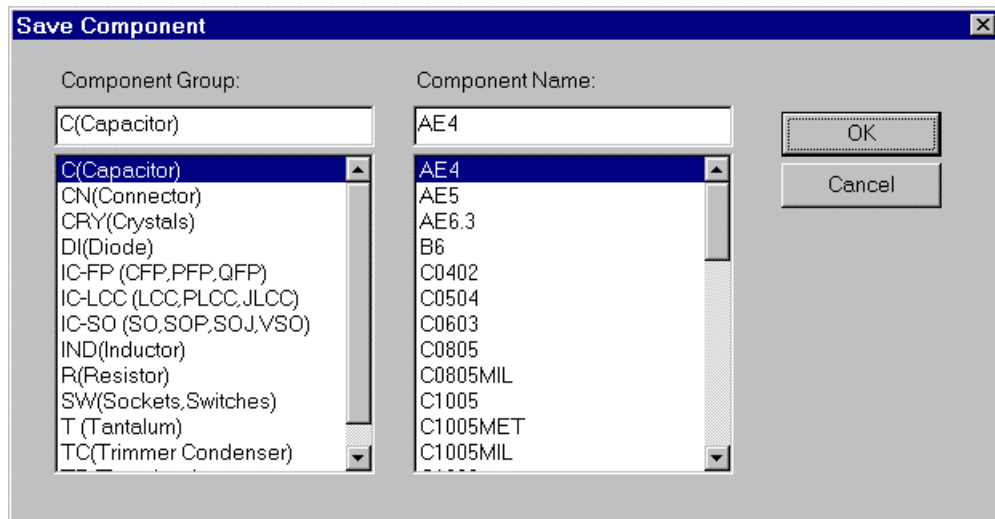 Save Component
Component Group:
C(Capacitor)
C(Capacitor)
CN(Connector)
CRY(Crystals)
DI(Diode)
IC-FP (CFP,PFP,QFP)
IC-LCC (LCC,PLCC,JLCC)
IC-SO (SO,SOP,SOJ,VSO)
IND(Inductor)
R(Resistor)
SW(Sockets,Switches)
T (Tantalum)
TC(Trimmer Condenser)
Component Name:
AE4
AE4
AE5
AE6.3
B6
C0402
C0504
C0603
C0805
C0805MIL
C1005
C1005MET
C1005MIL
OK
Cancel